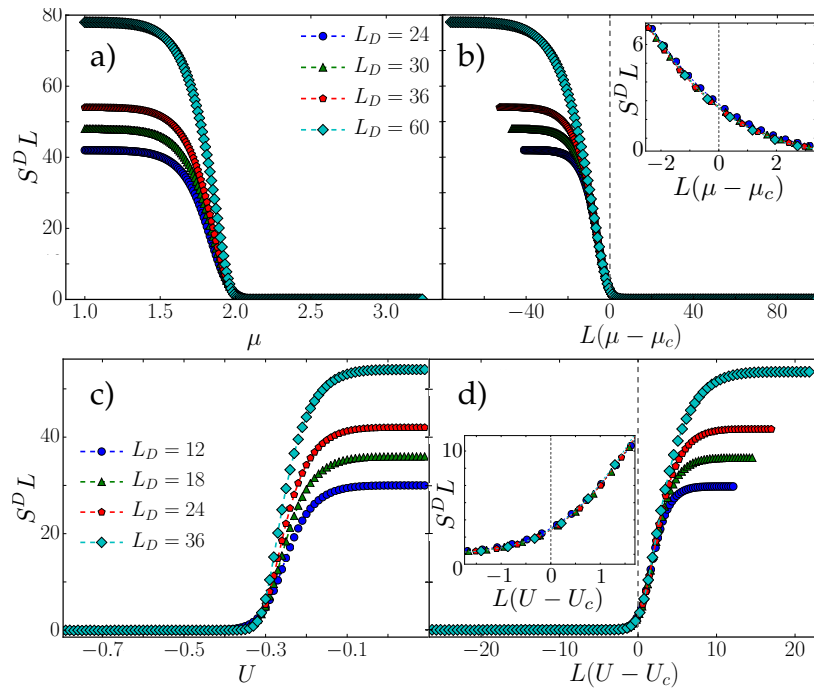 80
60
40
20
0
S^D L
a)
L_D = 24
L_D = 30
L_D = 36
L_D = 60
1.0 1.5 2.0 2.5 3.0
μ
b)
6
0
S^D L
−2 0 2
L(μ − μ_c)
−40 0 40 80
L(μ − μ_c)
c)
40
20
0
S^D L
L_D = 12
L_D = 18
L_D = 24
L_D = 36
−0.7 −0.5 −0.3 −0.1
U
d)
10
0
S^D L
−1 0 1
L(U − U_c)
−20 −10 0 10 20
L(U − U_c)